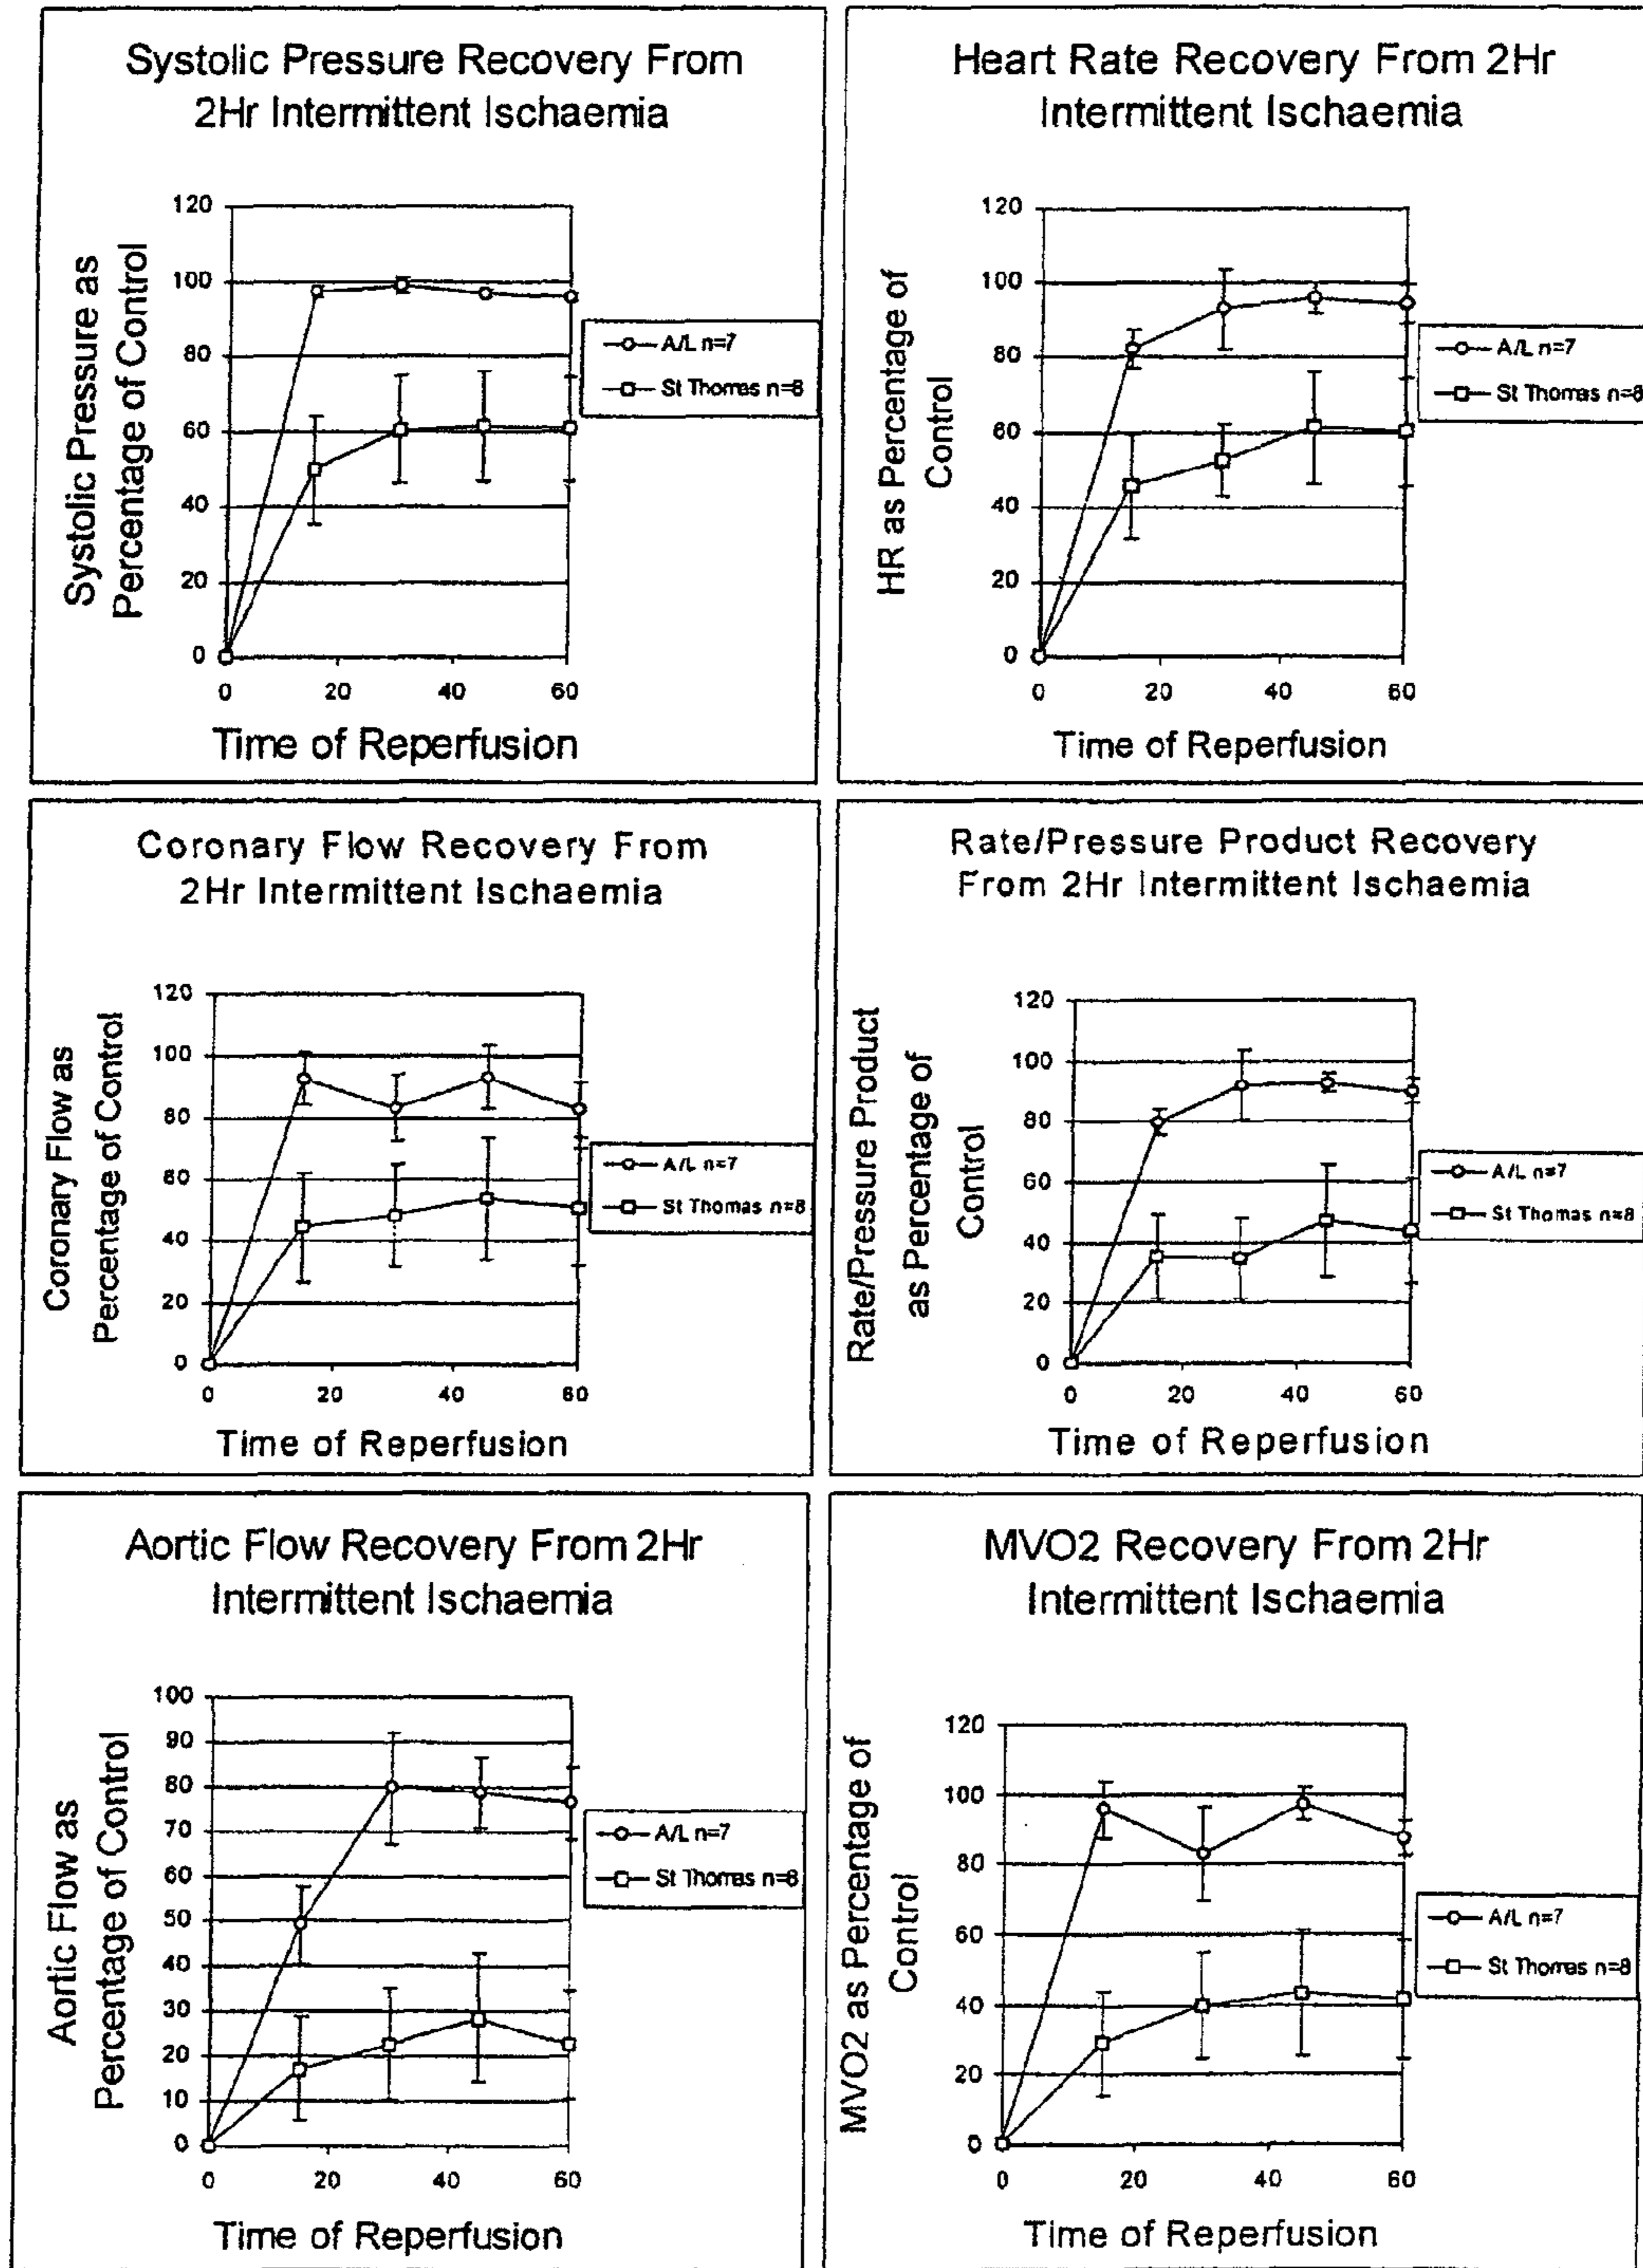 Systolic Pressure Recovery From
2Hr Intermittent Ischaemia
Systolic Pressure as
Percentage of Control
120
100
80
60
40
20
0
0 20 40 60
Time of Reperfusion
A/L n=7
St Thomas n=8
Heart Rate Recovery From 2Hr
Intermittent Ischaemia
HR as Percentage of
Control
120
100
80
60
40
20
0
0 20 40 60
Time of Reperfusion
A/L n=7
St Thomas n=8
Coronary Flow Recovery From
2Hr Intermittent Ischaemia
Coronary Flow as
Percentage of Control
120
100
80
60
40
20
0
0 20 40 60
Time of Reperfusion
A/L n=7
St Thomas n=8
Rate/Pressure Product Recovery
From 2Hr Intermittent Ischaemia
Rate/Pressure Product
as Percentage of
Control
120
100
80
60
40
20
0
0 20 40 60
Time of Reperfusion
A/L n=7
St Thomas n=8
Aortic Flow Recovery From 2Hr
Intermittent Ischaemia
Aortic Flow as
Percentage of Control
100
90
80
70
60
50
40
30
20
10
0
0 20 40 60
Time of Reperfusion
A/L n=7
St Thomas n=8
MVO2 Recovery From 2Hr
Intermittent Ischaemia
MVO2 as Percentage of
Control
120
100
80
60
40
20
0
0 20 40 60
Time of Reperfusion
A/L n=7
St Thomas n=8